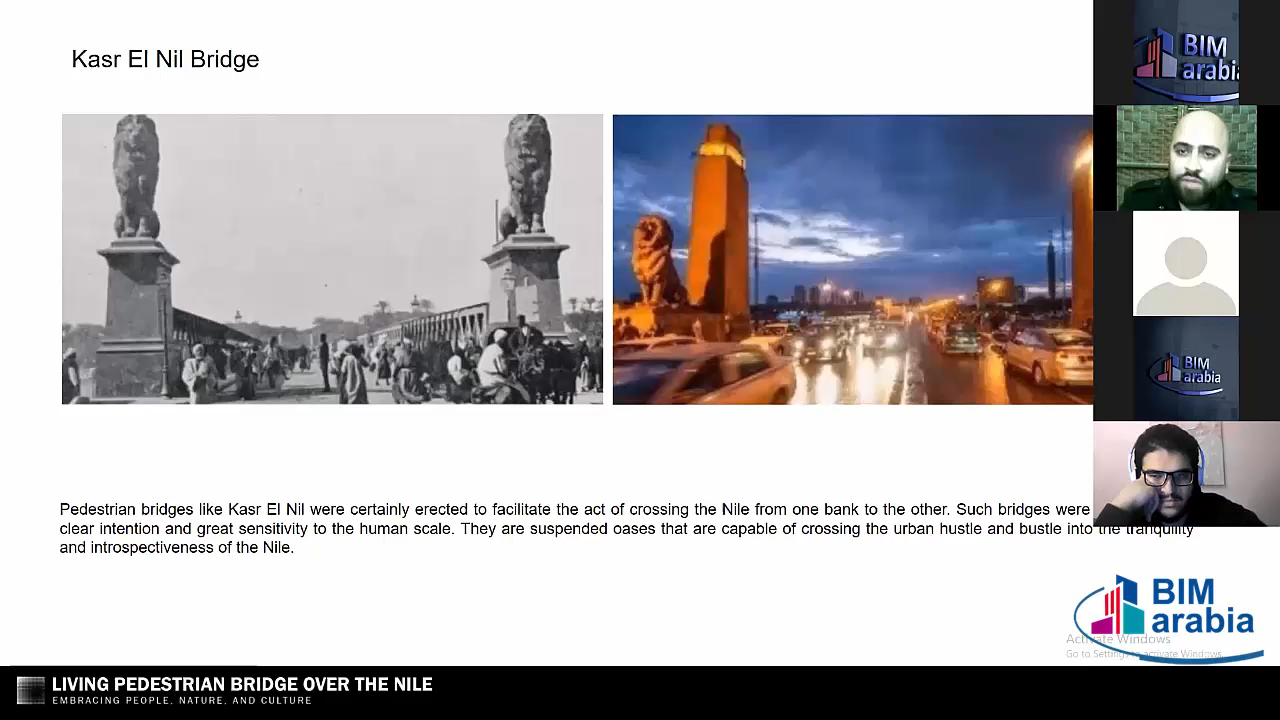 Kasr El Nil Bridge
BIM
arabia
BIM
arabia
Pedestrian bridges like Kasr El Nil were certainly erected to facilitate the act of crossing the Nile from one bank to the other. Such bridges were
clear intention and great sensitivity to the human scale. They are suspended oases that are capable of crossing the urban hustle and bustle into the tranquility
and introspectiveness of the Nile.
BIM
arabia
Activate Windows
Go to Settings to activate Windows.
LIVING PEDESTRIAN BRIDGE OVER THE NILE
EMBRACING PEOPLE, NATURE, AND CULTURE